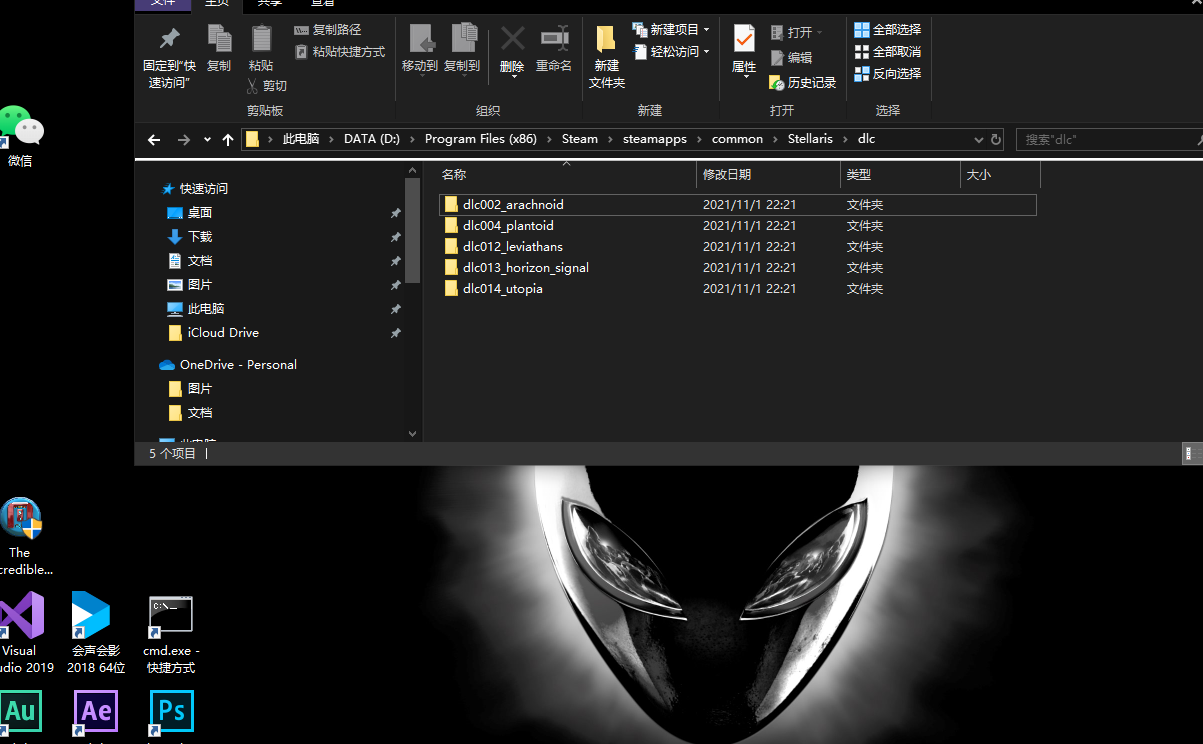 文件 主页 共享 查看
固定到"快速访问"
复制
粘贴
复制路径
粘贴快捷方式
剪切
剪贴板
移动到
复制到
删除
重命名
组织
新建文件夹
新建项目
轻松访问
新建
属性
打开
编辑
历史记录
打开
全部选择
全部取消
反向选择
选择
此电脑 > DATA (D:) > Program Files (x86) > Steam > steamapps > common > Stellaris > dlc
搜索"dlc"
快速访问
桌面
下载
文档
图片
此电脑
iCloud Drive
OneDrive - Personal
图片
文档
此电脑
名称 修改日期 类型 大小
dlc002_arachnoid 2021/11/1 22:21 文件夹
dlc004_plantoid 2021/11/1 22:21 文件夹
dlc012_leviathans 2021/11/1 22:21 文件夹
dlc013_horizon_signal 2021/11/1 22:21 文件夹
dlc014_utopia 2021/11/1 22:21 文件夹
5 个项目
微信
The
credible...
Visual
udio 2019
会声会影
2018 64位
C:\_
cmd.exe -
快捷方式
Au
Ae
Ps